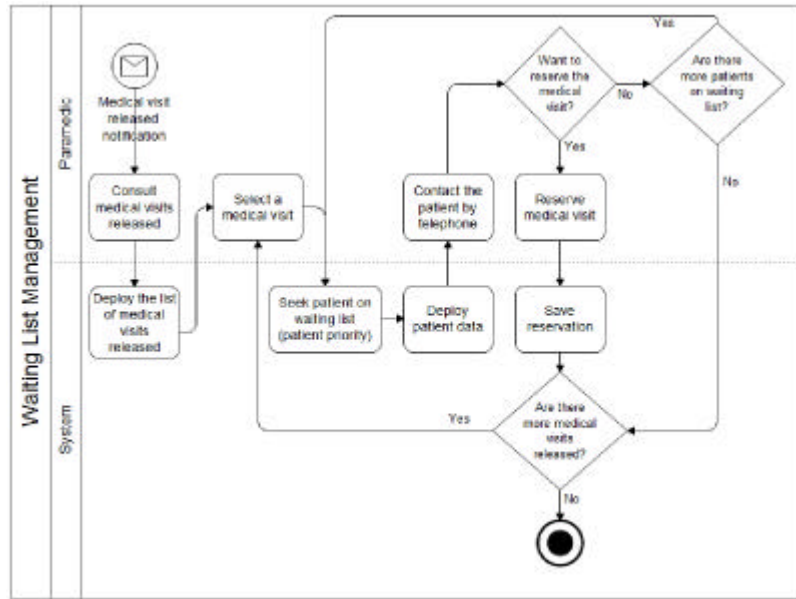 Waiting List Management
Paramedic
System
Medical visit
released
notification
Consult
medical visits
released
Deploy the list
of medical
visits
released
Select a
medical visit
Seek patient on
waiting list
(patient priority)
Deploy
patient data
Contact the
patient by
telephone
Want to
reserve the
medical
visit?
No
Yes
Are there
more patients
on waiting
list?
Yes
No
Reserve
medical visit
Save
reservation
Are there
more medical
visits
released?
Yes
No